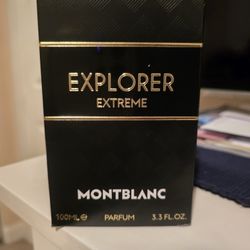 EXPLORER
EXTREME
MONTBLANC
100ML℮ PARFUM 3.3 FL.OZ.